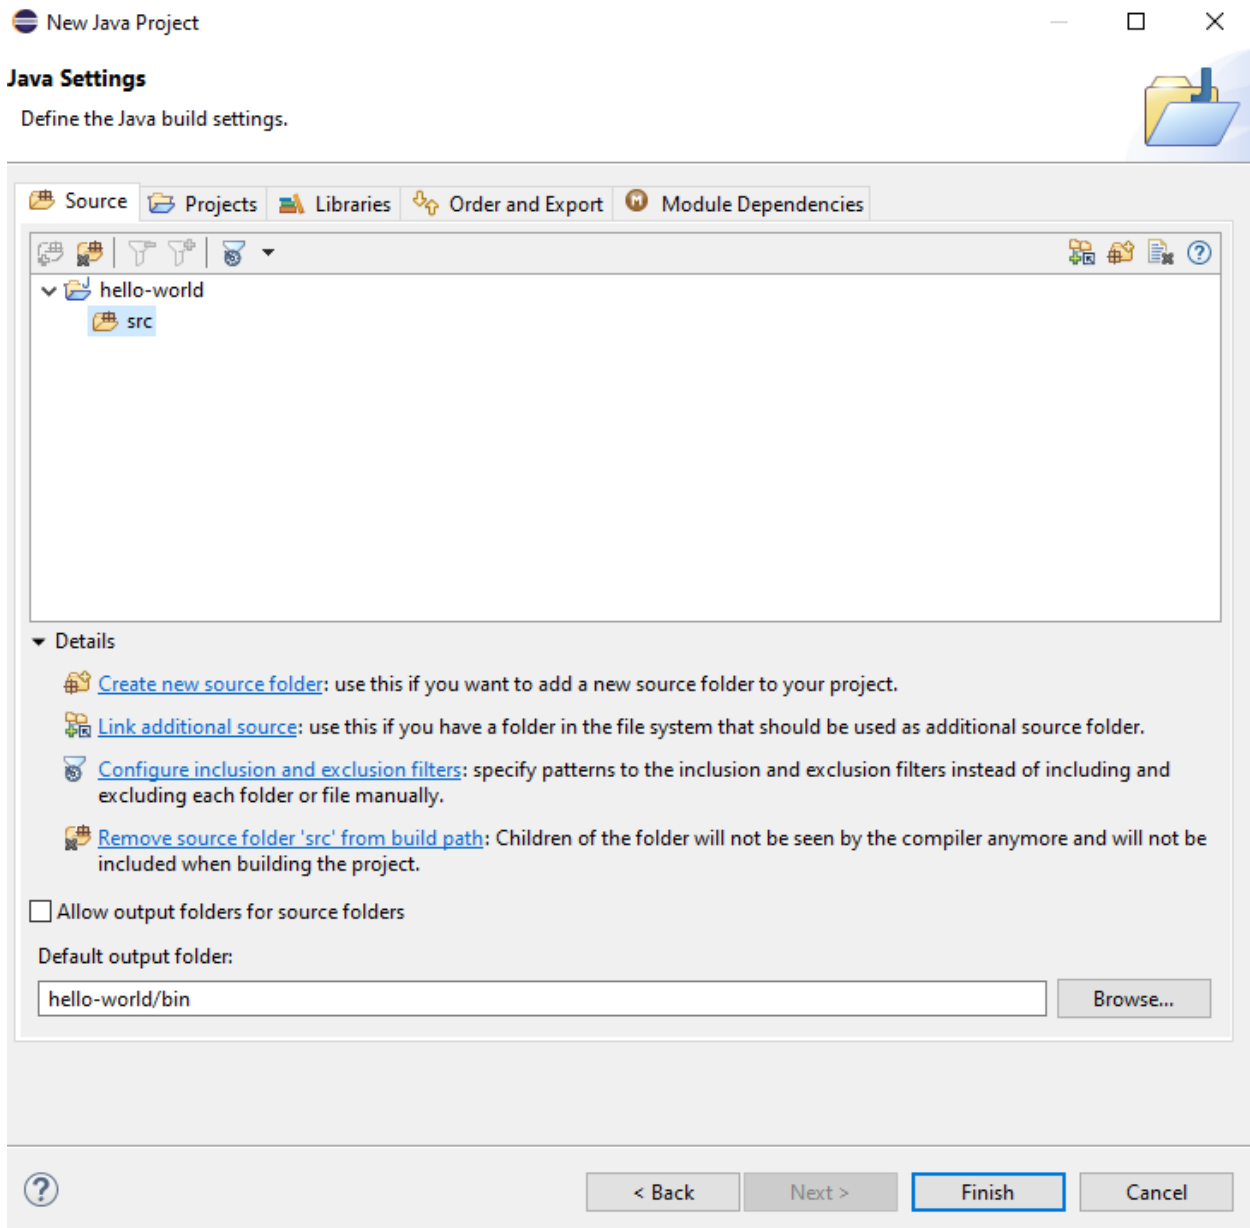 New Java Project
Java Settings
Define the Java build settings.
Source Projects Libraries Order and Export Module Dependencies
hello-world
src
Details
Create new source folder: use this if you want to add a new source folder to your project.
Link additional source: use this if you have a folder in the file system that should be used as additional source folder.
Configure inclusion and exclusion filters: specify patterns to the inclusion and exclusion filters instead of including and
excluding each folder or file manually.
Remove source folder 'src' from build path: Children of the folder will not be seen by the compiler anymore and will not be
included when building the project.
Allow output folders for source folders
Default output folder:
hello-world/bin Browse...
< Back Next > Finish Cancel